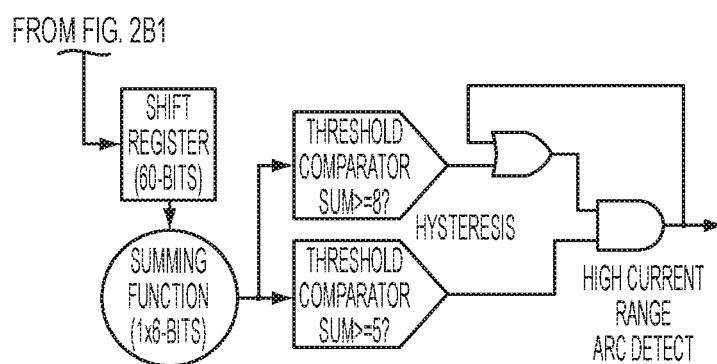 FROM FIG. 2B1
SHIFT
REGISTER
(60-BITS)
SUMMING
FUNCTION
(1x6-BITS)
THRESHOLD
COMPARATOR
SUM>=8?
HYSTERESIS
THRESHOLD
COMPARATOR
SUM>=5?
HIGH CURRENT
RANGE
ARC DETECT